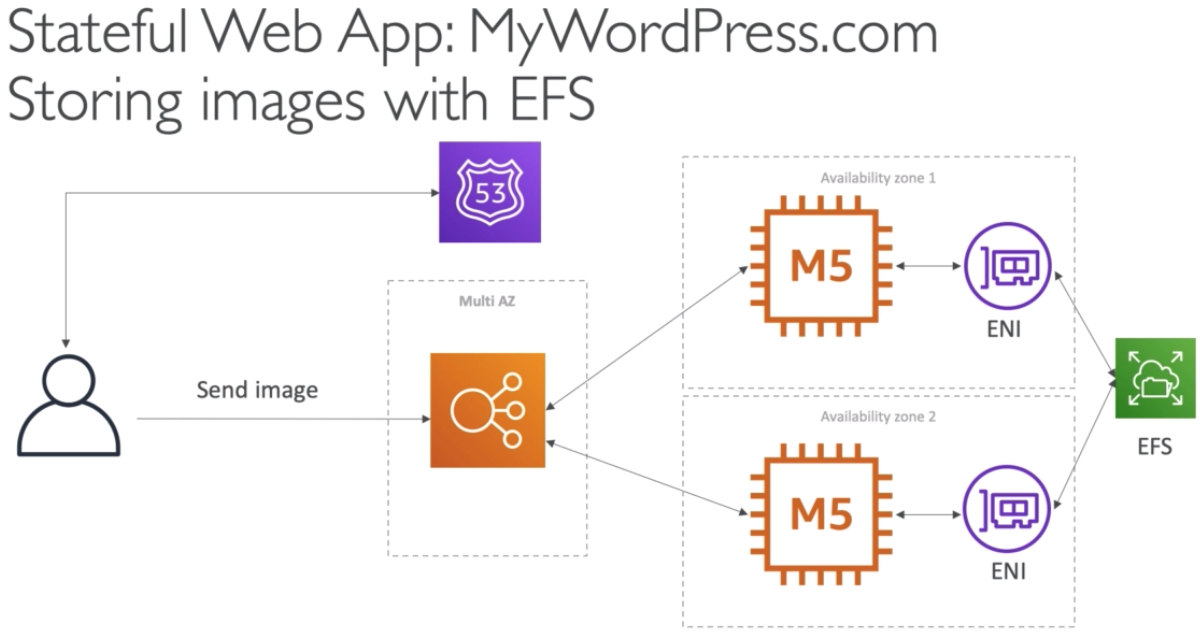 Stateful Web App: MyWordPress.com
Storing images with EFS
53
Availability zone 1
M5
ENI
Multi AZ
Send image
EFS
Availability zone 2
M5
ENI